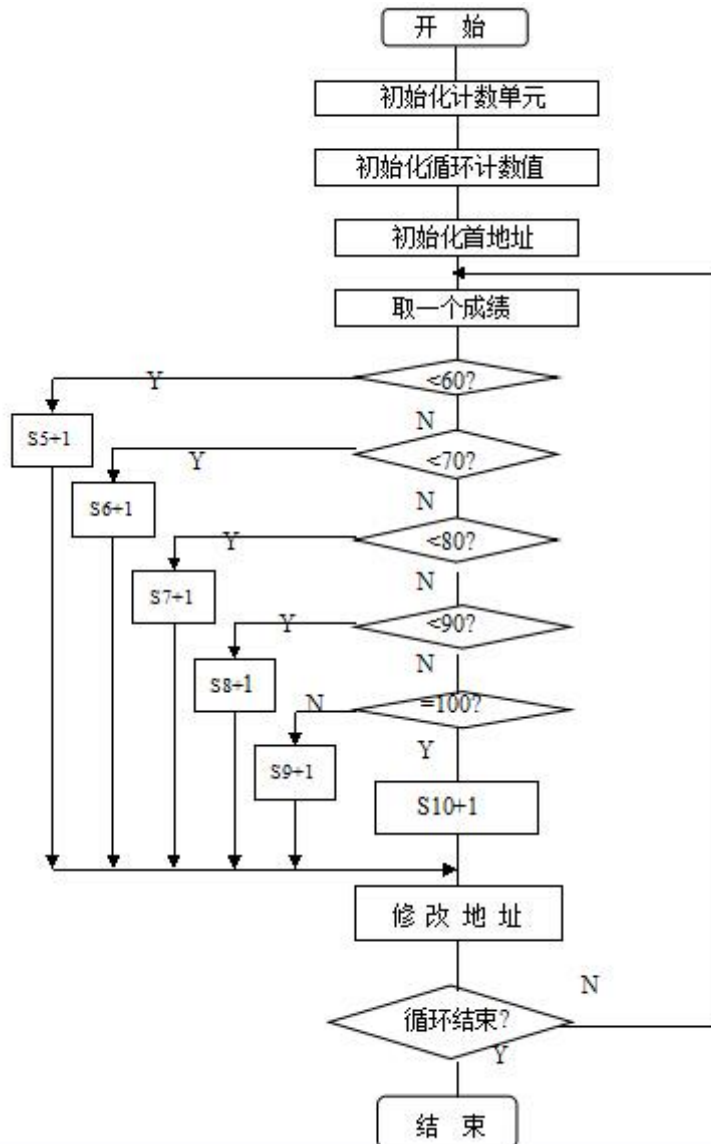 开 始
初始化计数单元
初始化循环计数值
初始化首地址
取一个成绩
<60?
Y
N
S5+1
<70?
Y
N
S6+1
<80?
Y
N
S7+1
<90?
Y
N
S8+1
=100?
N
Y
S9+1
S10+1
修 改 地 址
循环结束?
N
Y
结 束